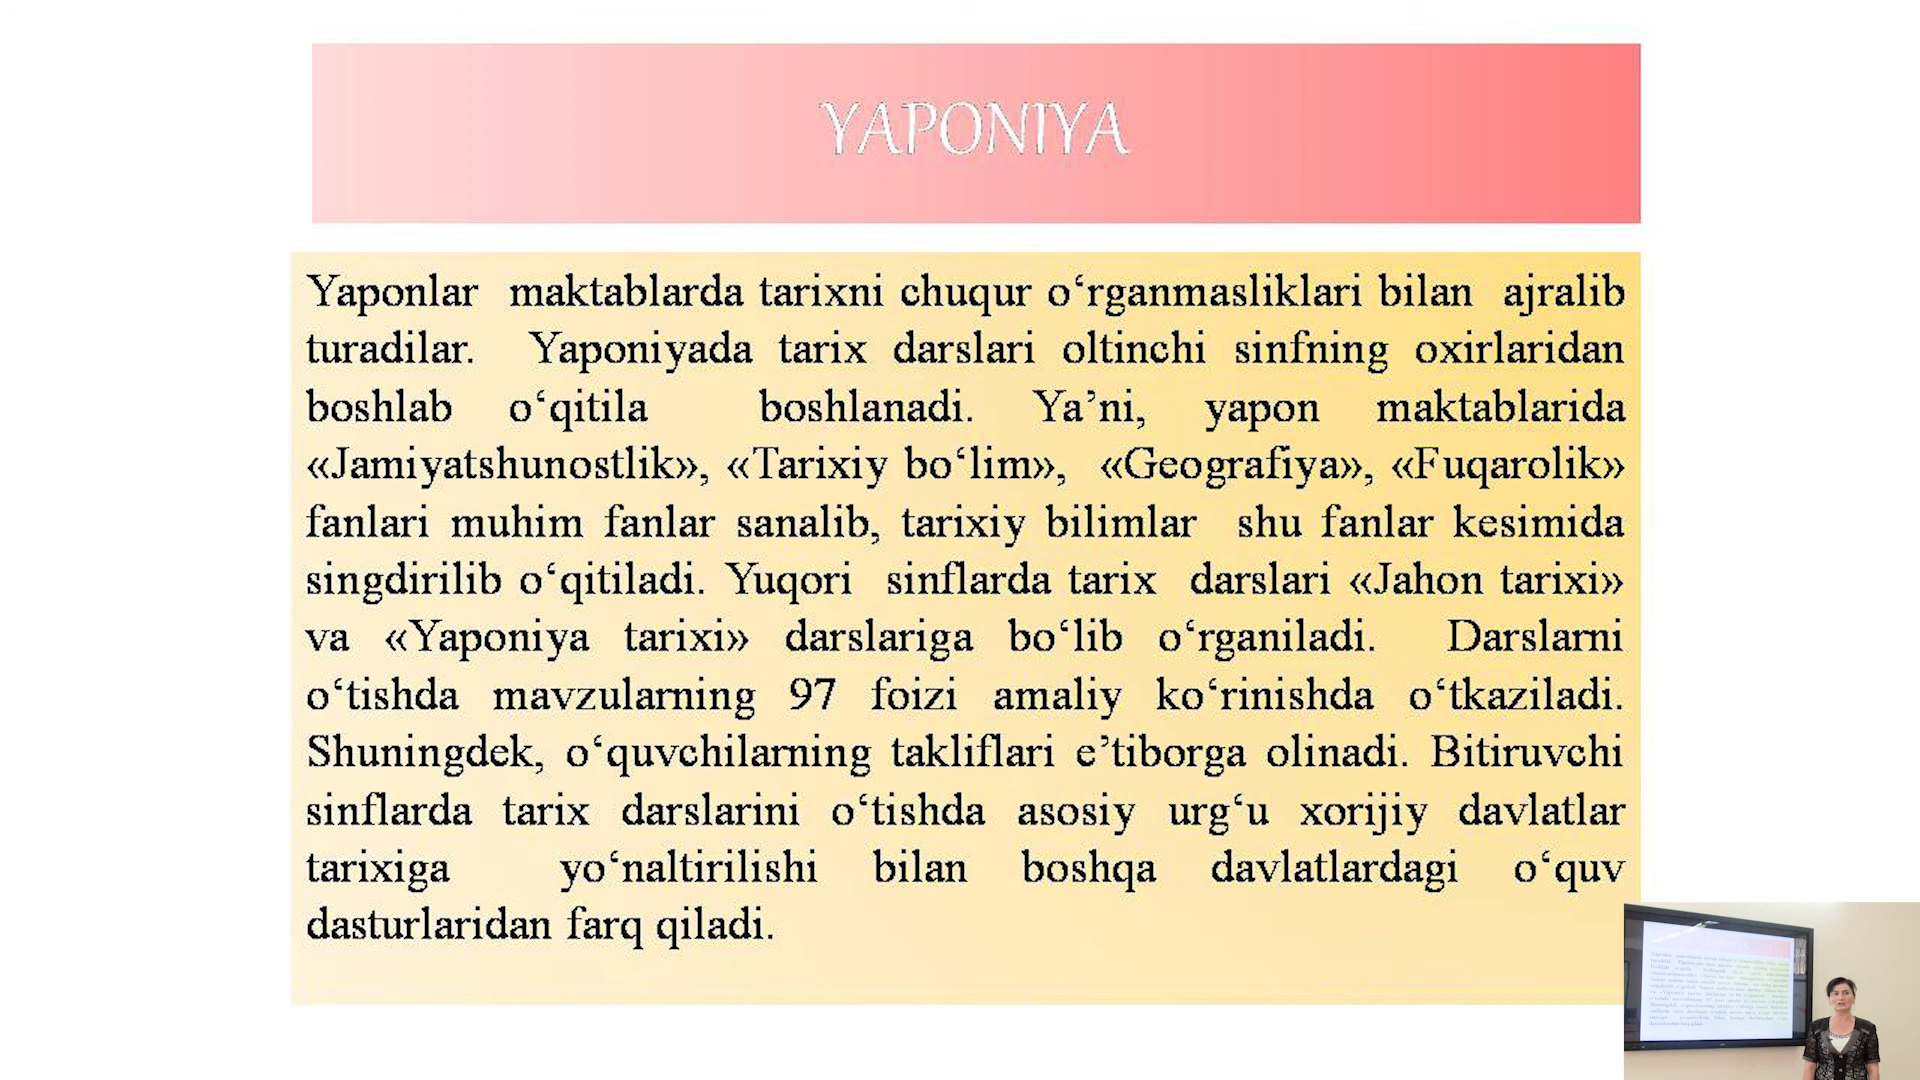 YAPONIYA
Yaponlar maktablarda tarixni chuqur o‘rganmasliklari bilan ajralib
turadilar. Yaponiyada tarix darslari oltinchi sinfning oxirlaridan
boshlab o‘qitila boshlanadi. Ya’ni, yapon maktablarida
«Jamiyatshunostlik», «Tarixiy bo‘lim», «Geografiya», «Fuqarolik»
fanlari muhim fanlar sanalib, tarixiy bilimlar shu fanlar kesimida
singdirilib o‘qitiladi. Yuqori sinflarda tarix darslari «Jahon tarixi»
va «Yaponiya tarixi» darslariga bo‘lib o‘rganiladi. Darslarni
o‘tishda mavzularning 97 foizi amaliy ko‘rinishda o‘tkaziladi.
Shuningdek, o‘quvchilarning takliflari e’tiborga olinadi. Bitiruvchi
sinflarda tarix darslarini o‘tishda asosiy urg‘u xorijiy davlatlar
tarixiga yo‘naltirilishi bilan boshqa davlatlardagi o‘quv
dasturlaridan farq qiladi.